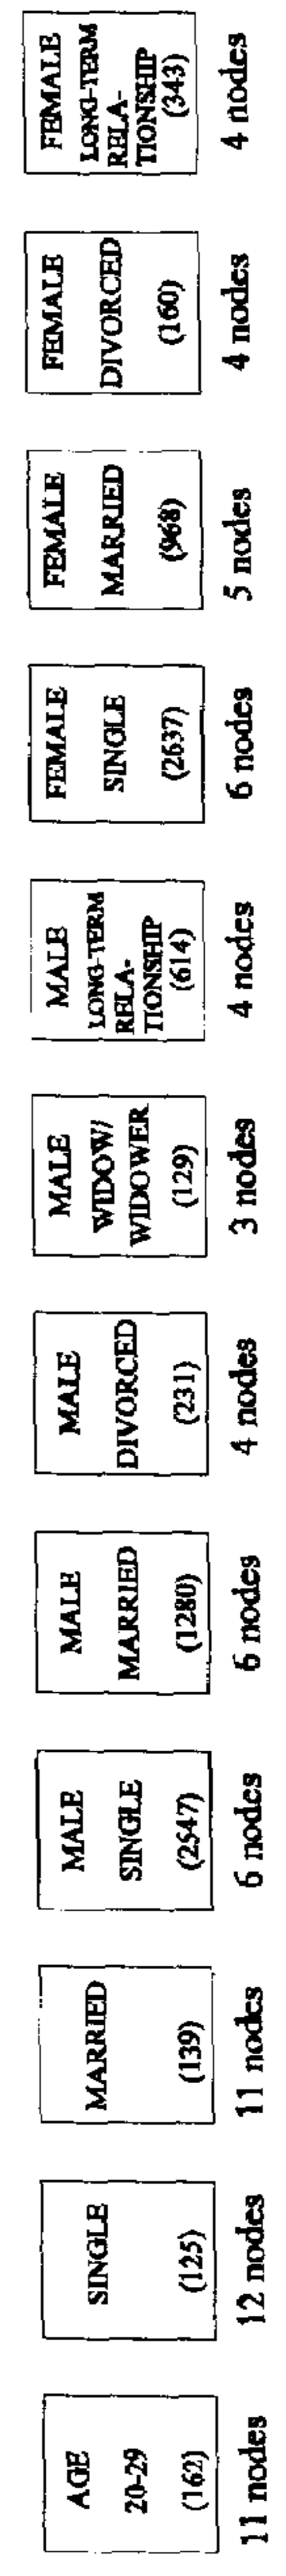 AGE
20-29
(162)
11 nodes
SINGLE
(125)
12 nodes
MARRIED
(139)
11 nodes
MALE
SINGLE
(2547)
6 nodes
MALE
MARRIED
(1280)
6 nodes
MALE
DIVORCED
(231)
4 nodes
MALE
WIDOW/
WIDOWER
(129)
3 nodes
MALE
LONG-TERM
RELA-
TIONSHIP
(614)
4 nodes
FEMALE
SINGLE
(2637)
6 nodes
FEMALE
MARRIED
(968)
5 nodes
FEMALE
DIVORCED
(160)
4 nodes
FEMALE
LONG-TERM
RELA-
TIONSHIP
(343)
4 nodes